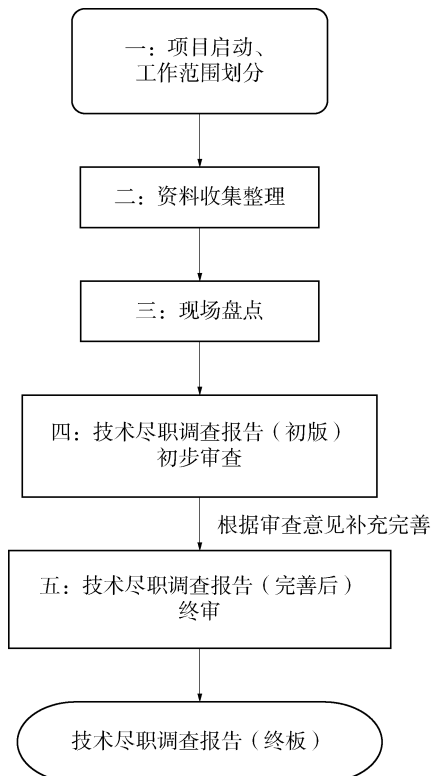 一：项目启动、
工作范围划分
二：资料收集整理
三：现场盘点
四：技术尽职调查报告（初版）
初步审查
根据审查意见补充完善
五：技术尽职调查报告（完善后）
终审
技术尽职调查报告（终板）